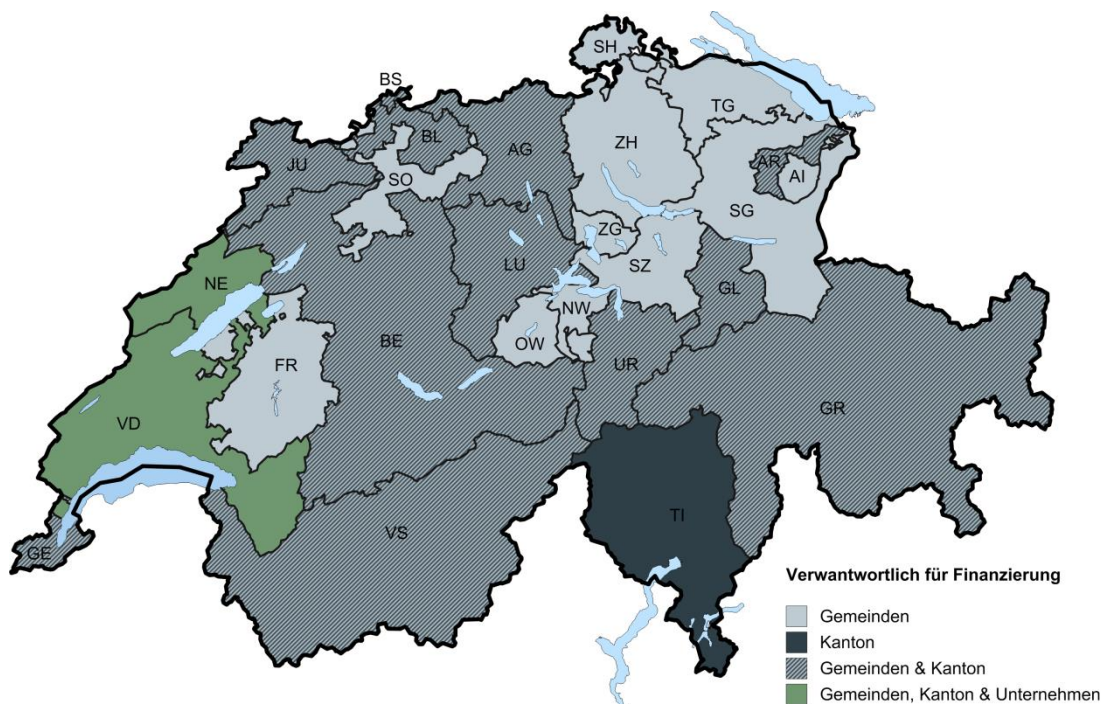 SH
BS
TG
BL
AG
ZH
JU
AR
AI
SO
SG
ZG
LU
SZ
NE
GL
NW
BE
OW
FR
UR
GR
VD
TI
VS
GE
Verwantwortlich für Finanzierung
Gemeinden
Kanton
Gemeinden & Kanton
Gemeinden, Kanton & Unternehmen